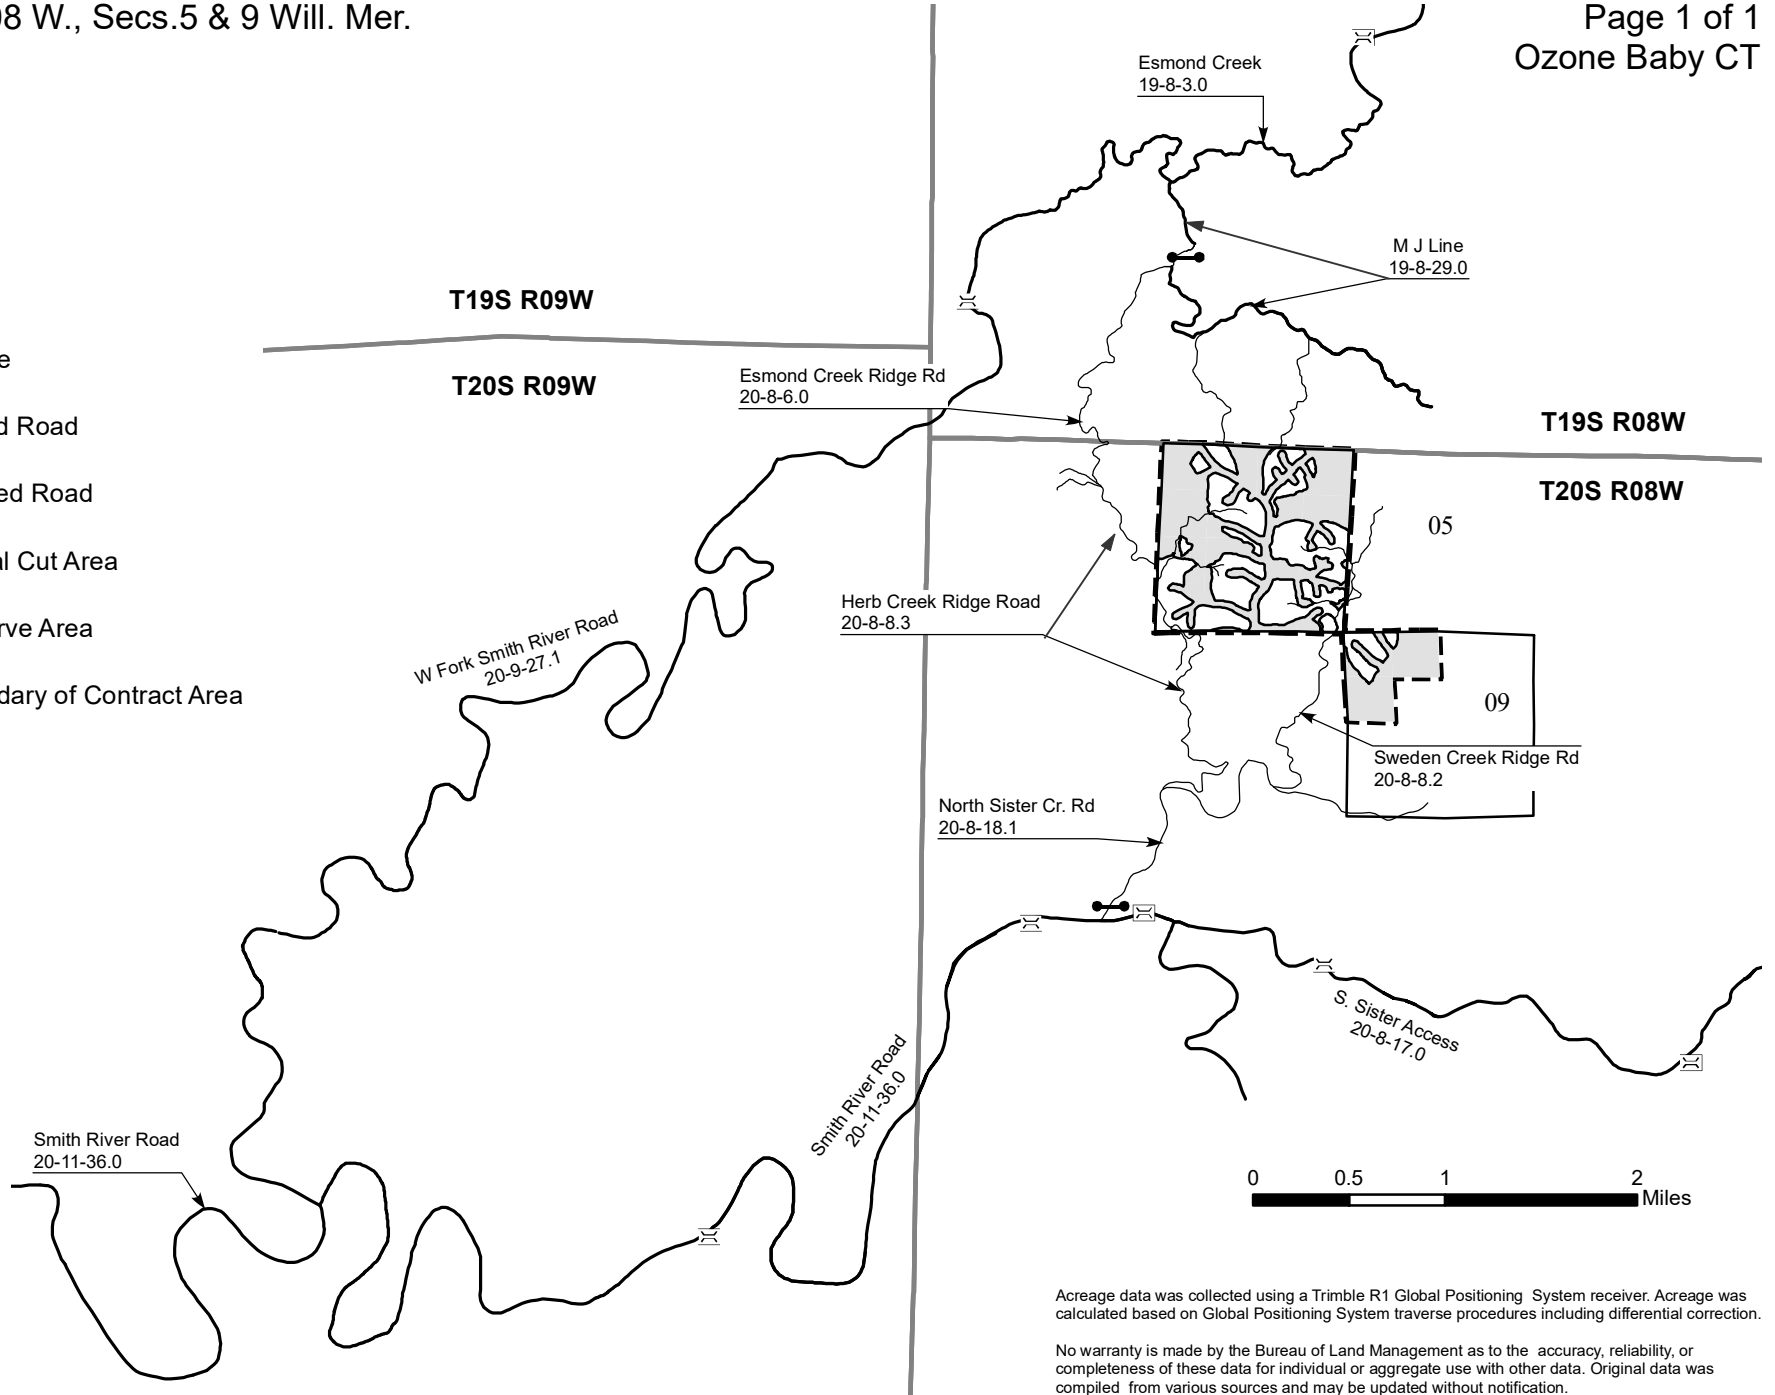 08 W., Secs.5 & 9 Will. Mer.
Page 1 of 1
Ozone Baby CT
Esmond Creek
19-8-3.0
M J Line
19-8-29.0
T19S R09W
T20S R09W
Esmond Creek Ridge Rd
20-8-6.0
T19S R08W
T20S R08W
05
e
d Road
ed Road
al Cut Area
rve Area
dary of Contract Area
Herb Creek Ridge Road
20-8-8.3
W Fork Smith River Road
20-9-27.1
09
Sweden Creek Ridge Rd
20-8-8.2
North Sister Cr. Rd
20-8-18.1
S. Sister Access
20-8-17.0
Smith River Road
20-11-36.0
Smith River Road
20-11-36.0
0 0.5 1 2
Miles
Acreage data was collected using a Trimble R1 Global Positioning System receiver. Acreage was
calculated based on Global Positioning System traverse procedures including differential correction.
No warranty is made by the Bureau of Land Management as to the accuracy, reliability, or
completeness of these data for individual or aggregate use with other data. Original data was
compiled from various sources and may be updated without notification.